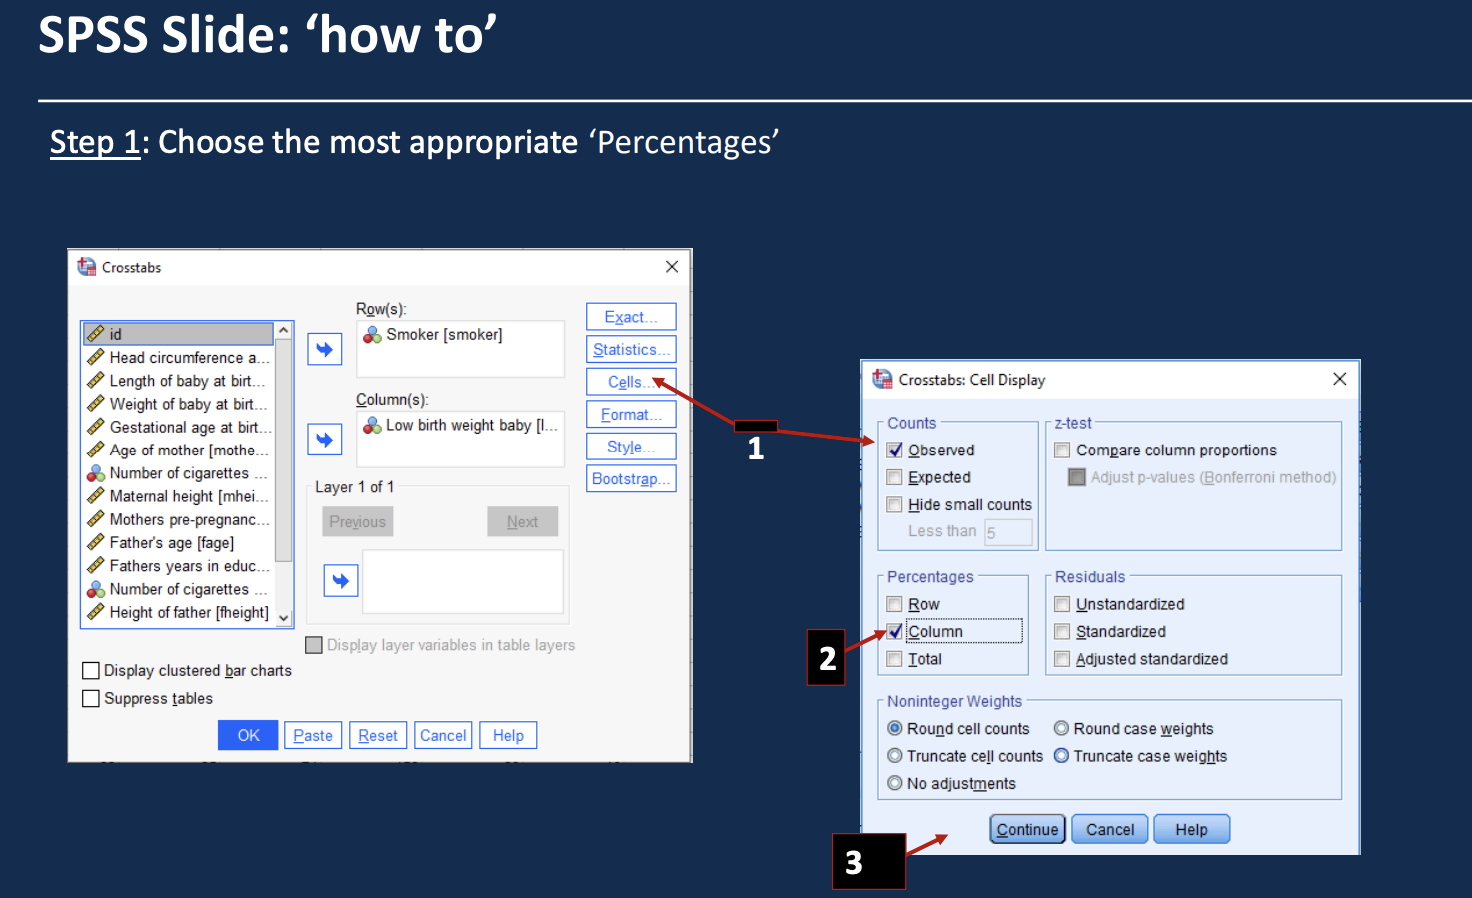 SPSS Slide: ‘how to’
Step 1: Choose the most appropriate ‘Percentages’
Crosstabs
id
Head circumference a...
Length of baby at birt...
Weight of baby at birt...
Gestational age at birt...
Age of mother [mothe...
Number of cigarettes ...
Maternal height [mhei...
Mothers pre-pregnanc...
Father's age [fage]
Fathers years in educ...
Number of cigarettes ...
Height of father [fheight]
Row(s):
Smoker [smoker]
Column(s):
Low birth weight baby [l...
Layer 1 of 1
Previous
Next
Display layer variables in table layers
Exact...
Statistics...
Cells...
Format...
Style...
Bootstrap...
Display clustered bar charts
Suppress tables
OK
Paste
Reset
Cancel
Help
1
Crosstabs: Cell Display
Counts
Observed
Expected
Hide small counts
Less than 5
z-test
Compare column proportions
Adjust p-values (Bonferroni method)
Percentages
Row
Column
Total
2
Residuals
Unstandardized
Standardized
Adjusted standardized
Noninteger Weights
Round cell counts
Round case weights
Truncate cell counts
Truncate case weights
No adjustments
Continue
Cancel
Help
3